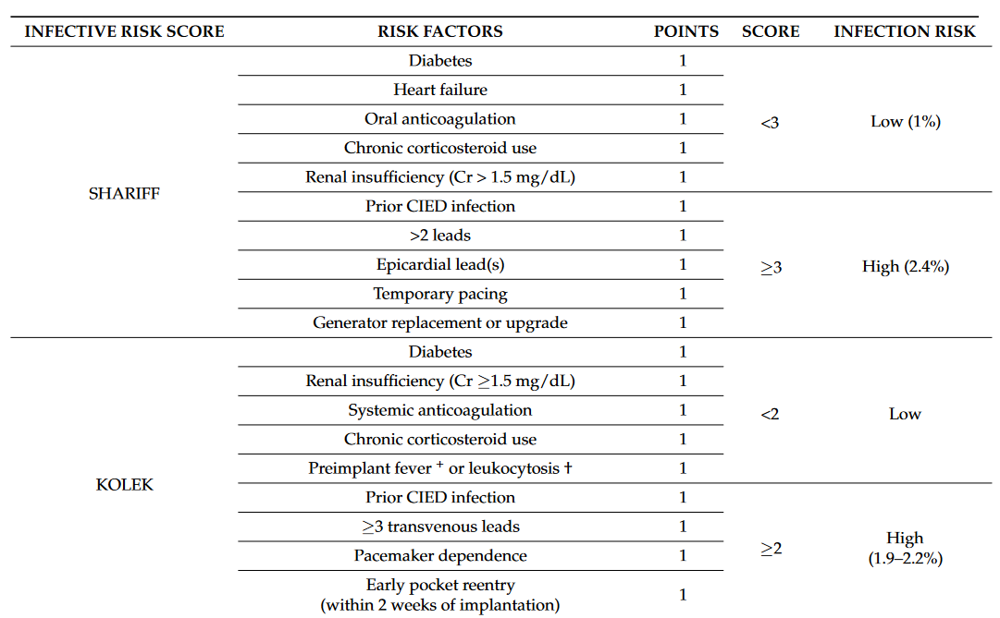 INFECTIVE RISK SCORE RISK FACTORS POINTS SCORE INFECTION RISK
Diabetes 1
Heart failure 1
Oral anticoagulation 1
<3 Low (1%)
Chronic corticosteroid use 1
Renal insufficiency (Cr > 1.5 mg/dL) 1
SHARIFF
Prior CIED infection 1
>2 leads 1
Epicardial lead(s) 1
≥3 High (2.4%)
Temporary pacing 1
Generator replacement or upgrade 1
Diabetes 1
Renal insufficiency (Cr ≥1.5 mg/dL) 1
Systemic anticoagulation 1
<2 Low
Chronic corticosteroid use 1
Preimplant fever ⁺ or leukocytosis † 1
KOLEK
Prior CIED infection 1
≥3 transvenous leads 1
High
≥2
(1.9–2.2%)
Pacemaker dependence 1
Early pocket reentry
(within 2 weeks of implantation) 1